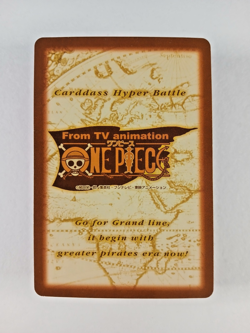 Carddass Hyper Battle
From TV animation
ワンピース
ONE PIECE
Go for Grand line,
it begin with
greater pirates era now!